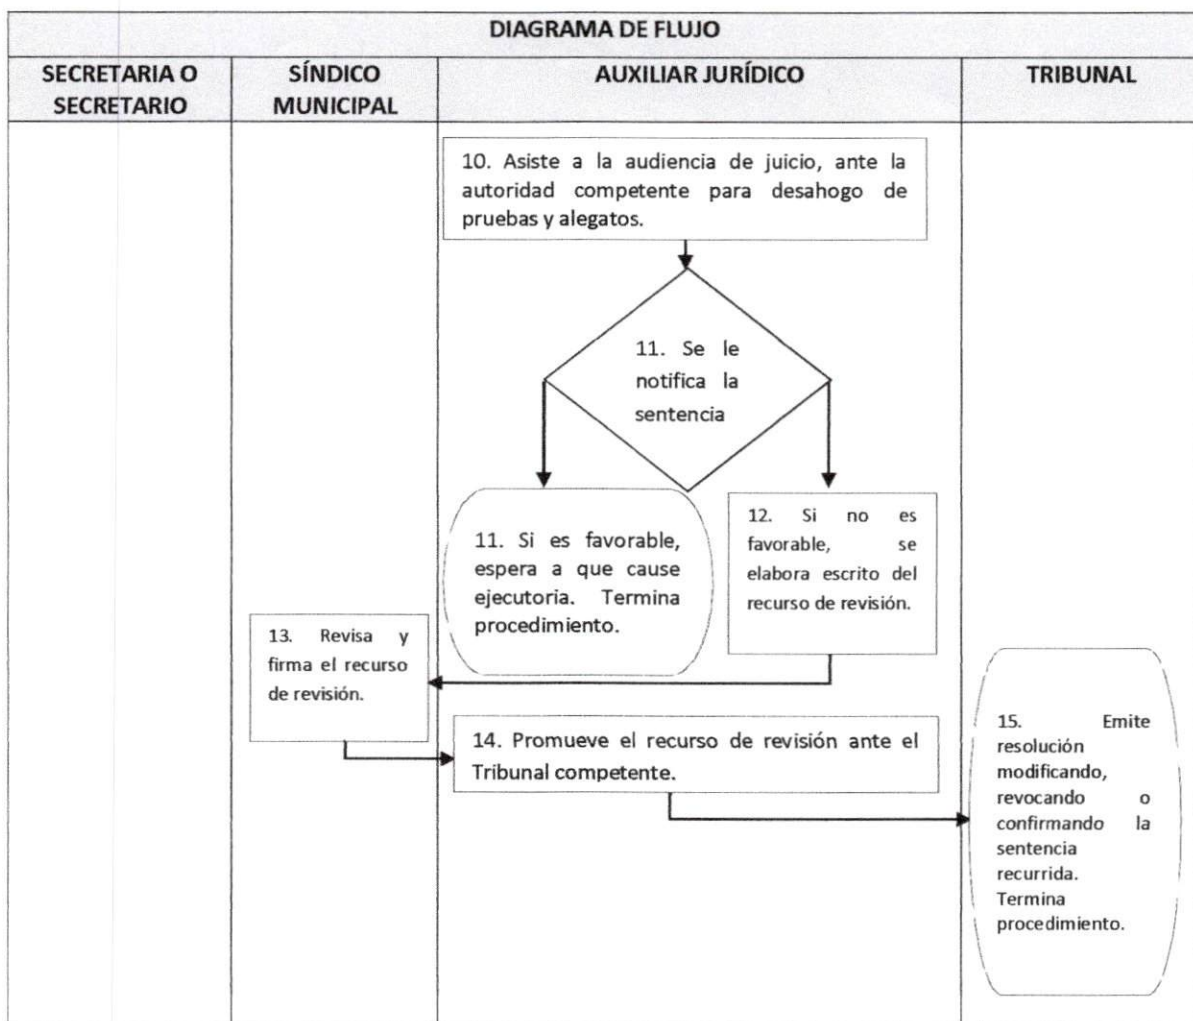 DIAGRAMA DE FLUJO
SECRETARIA O
SECRETARIO
SÍNDICO
MUNICIPAL
AUXILIAR JURÍDICO
TRIBUNAL
10. Asiste a la audiencia de juicio, ante la
autoridad competente para desahogo de
pruebas y alegatos.
11. Se le
notifica la
sentencia
11. Si es favorable,
espera a que cause
ejecutoria. Termina
procedimiento.
12. Si no es
favorable, se
elabora escrito del
recurso de revisión.
13. Revisa y
firma el recurso
de revisión.
14. Promueve el recurso de revisión ante el
Tribunal competente.
15. Emite
resolución
modificando,
revocando o
confirmando la
sentencia
recurrida.
Termina
procedimiento.